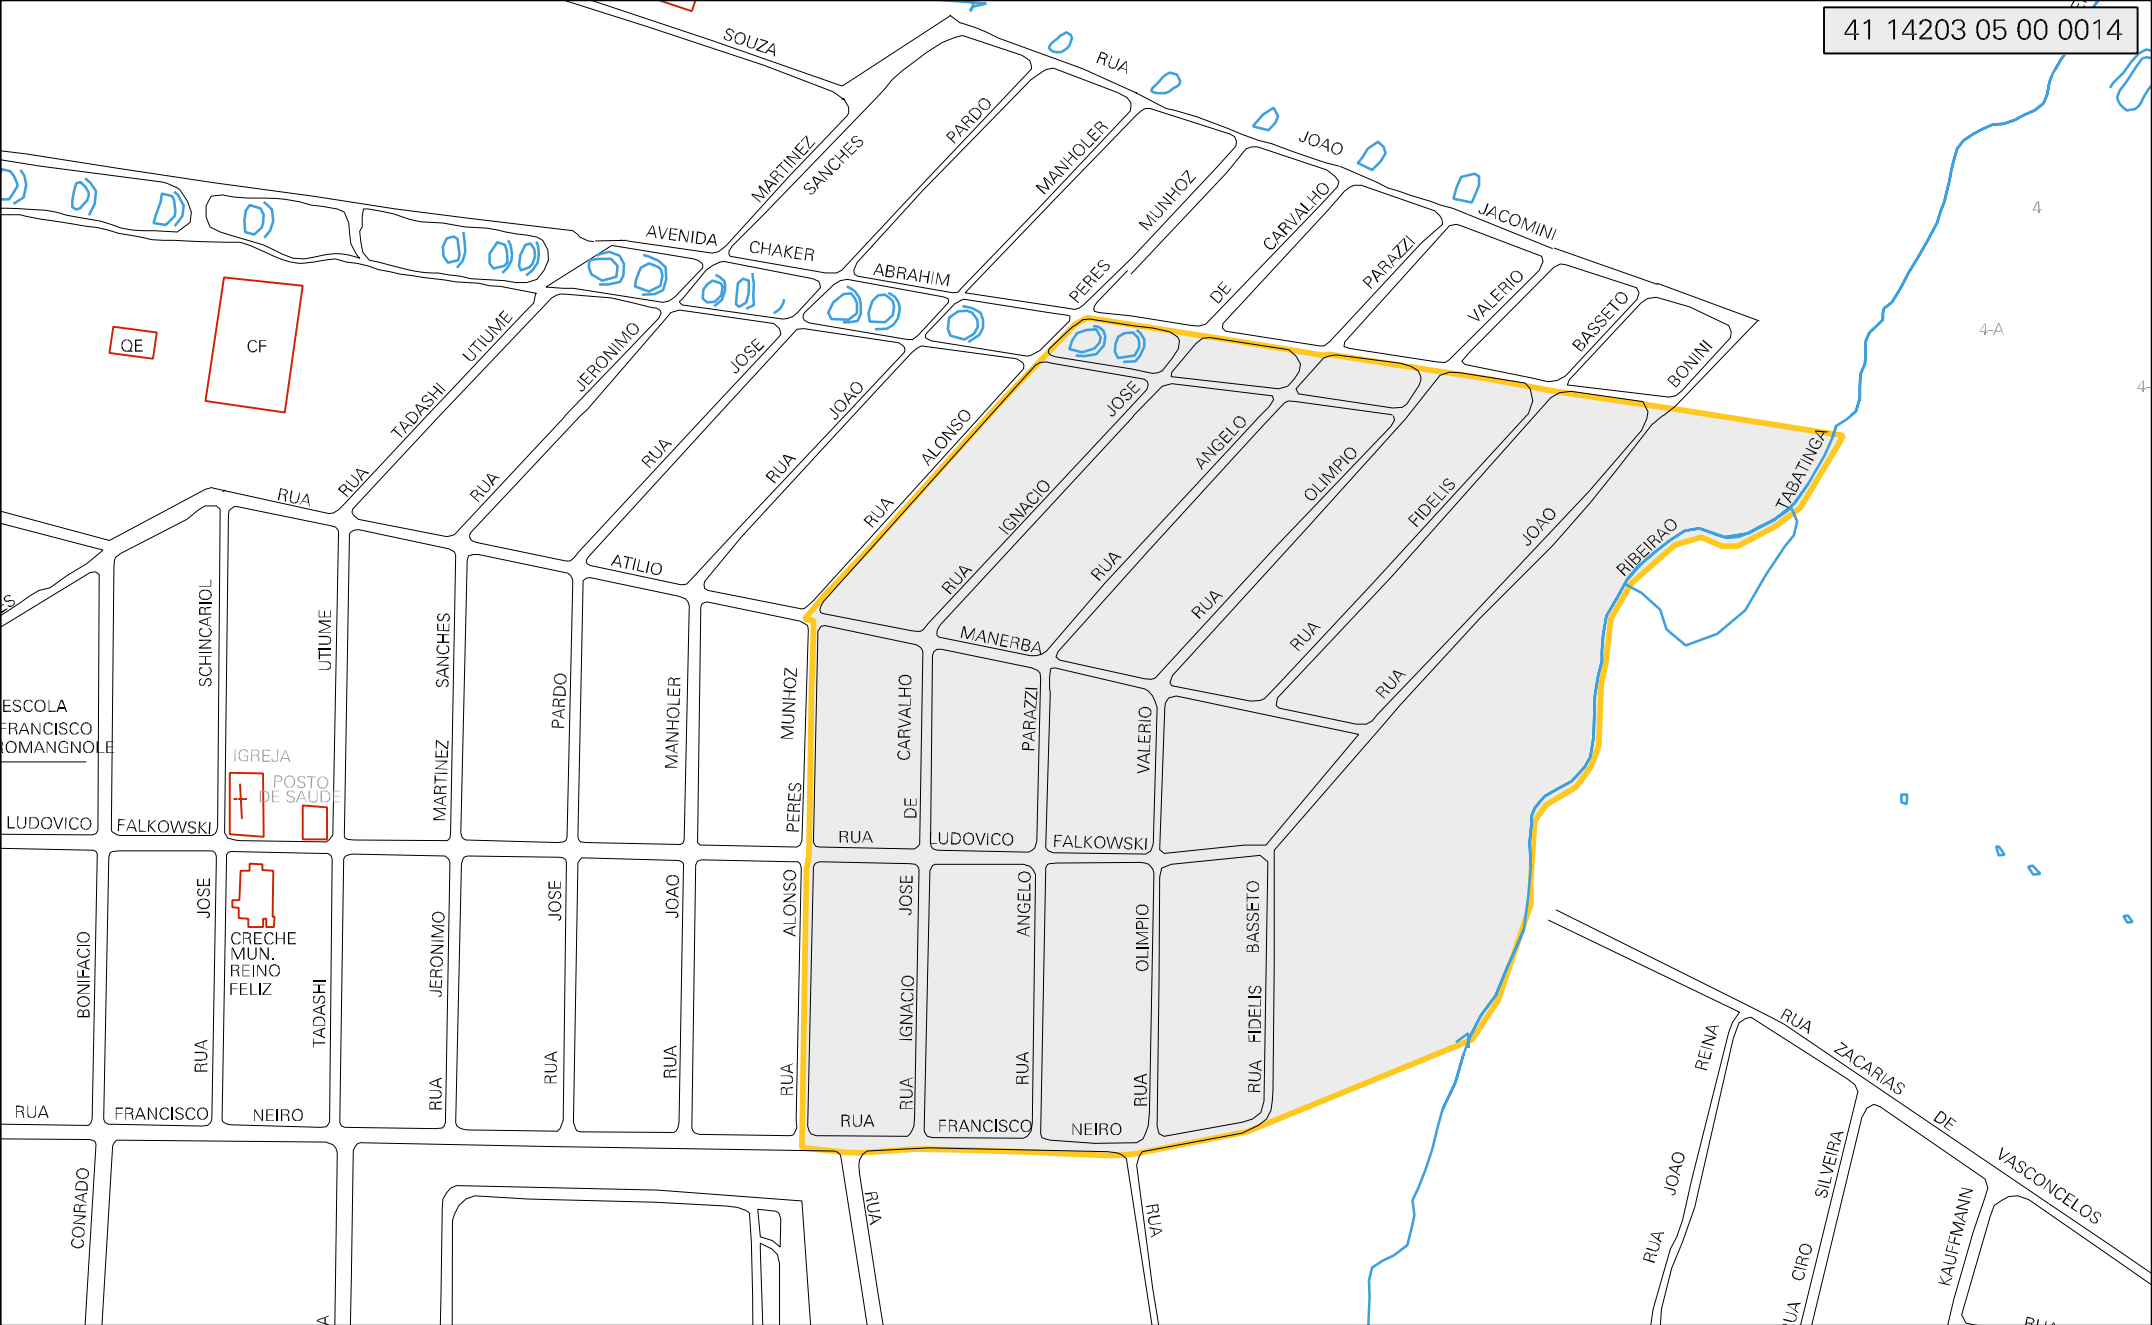 41 14203 05 00 0014
SOUZA
RUA
JOAO
JACOMINI
MARTINEZ
SANCHES
PARDO
MANHOLER
PERES
MUNHOZ
DE
CARVALHO
PARAZZI
VALERIO
BASSETO
BONINI
4
4-A
4-
AVENIDA
CHAKER
ABRAHIM
QE
CF
RUA
TADASHI
UTIUME
RUA
JERONIMO
RUA
JOSE
RUA
JOAO
RUA
ALONSO
RUA
IGNACIO
JOSE
RUA
ANGELO
RUA
OLIMPIO
RUA
FIDELIS
RUA
JOAO
RIBEIRAO
TABATINGA
RUA
ATILIO
MANERBA
SCHINCARIOL
UTIUME
SANCHES
MARTINEZ
PARDO
MANHOLER
MUNHOZ
PERES
CARVALHO
DE
PARAZZI
VALERIO
ESCOLA
FRANCISCO
ROMANGNOLE
IGREJA
POSTO
DE SAUDE
LUDOVICO
FALKOWSKI
RUA
LUDOVICO
FALKOWSKI
CRECHE
MUN.
REINO
FELIZ
BONIFACIO
CONRADO
JOSE
RUA
TADASHI
JERONIMO
RUA
JOSE
RUA
JOAO
RUA
ALONSO
RUA
JOSE
IGNACIO
RUA
ANGELO
RUA
OLIMPIO
RUA
BASSETO
FIDELIS
RUA
RUA
FRANCISCO
NEIRO
RUA
FRANCISCO
NEIRO
RUA
RUA
RUA
ZACARIAS
DE
VASCONCELOS
REINA
JOAO
RUA
SILVEIRA
CIRO
RUA
KAUFFMANN
RUA